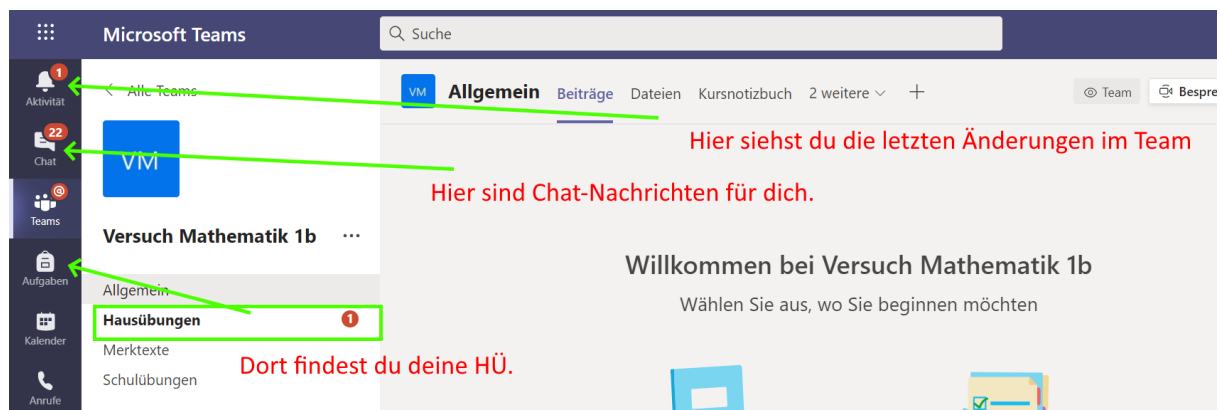 Microsoft Teams
Suche
1
Aktivität
Alle Teams
VM
Allgemein
Beiträge
Dateien
Kursnotizbuch
2 weitere
Team
Bespre
Hier siehst du die letzten Änderungen im Team
22
Chat
VM
Hier sind Chat-Nachrichten für dich.
@
Teams
Versuch Mathematik 1b
Willkommen bei Versuch Mathematik 1b
Aufgaben
Allgemein
Wählen Sie aus, wo Sie beginnen möchten
Hausübungen
1
Kalender
Merktexte
Dort findest du deine HÜ.
Schulübungen
Anrufe